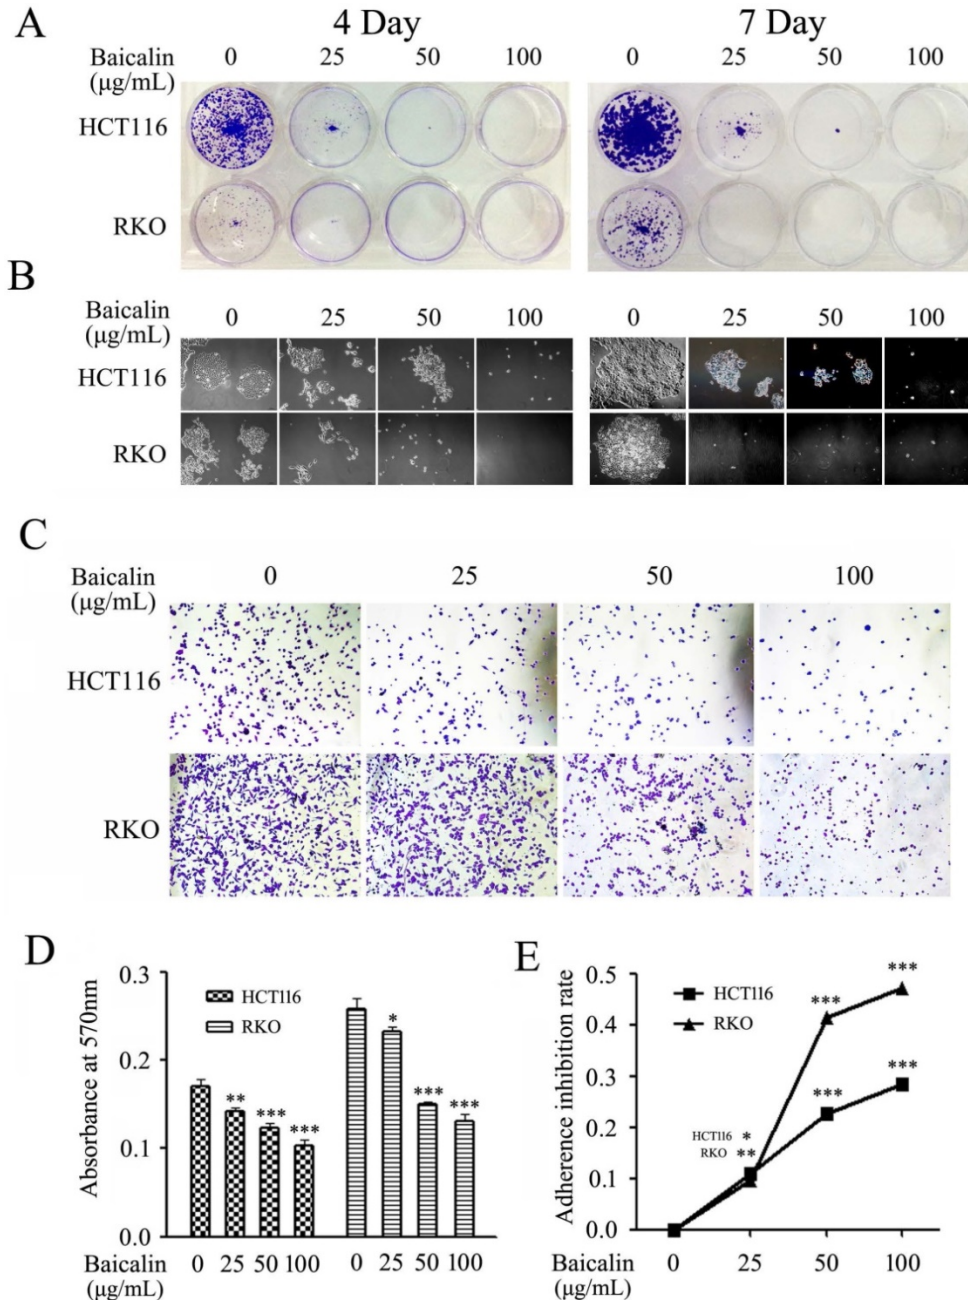 A
4 Day
7 Day
Baicalin
(μg/mL)
0 25 50 100 0 25 50 100
HCT116
RKO
B
Baicalin
(μg/mL)
0 25 50 100 0 25 50 100
HCT116
RKO
C
Baicalin
(μg/mL)
0 25 50 100
HCT116
RKO
D
Absorbance at 570nm
0.3
0.2
0.1
0.0
HCT116
RKO
** *** *** * *** ***
0 25 50 100 0 25 50 100
Baicalin
(μg/mL)
E
Adherence inhibition rate
0.5
0.4
0.3
0.2
0.1
0.0
HCT116
RKO
***
***
***
***
HCT116 *
RKO **
0 25 50 100
Baicalin
(μg/mL)